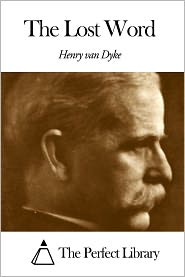 The Lost Word
Henry van Dyke
The Perfect Library